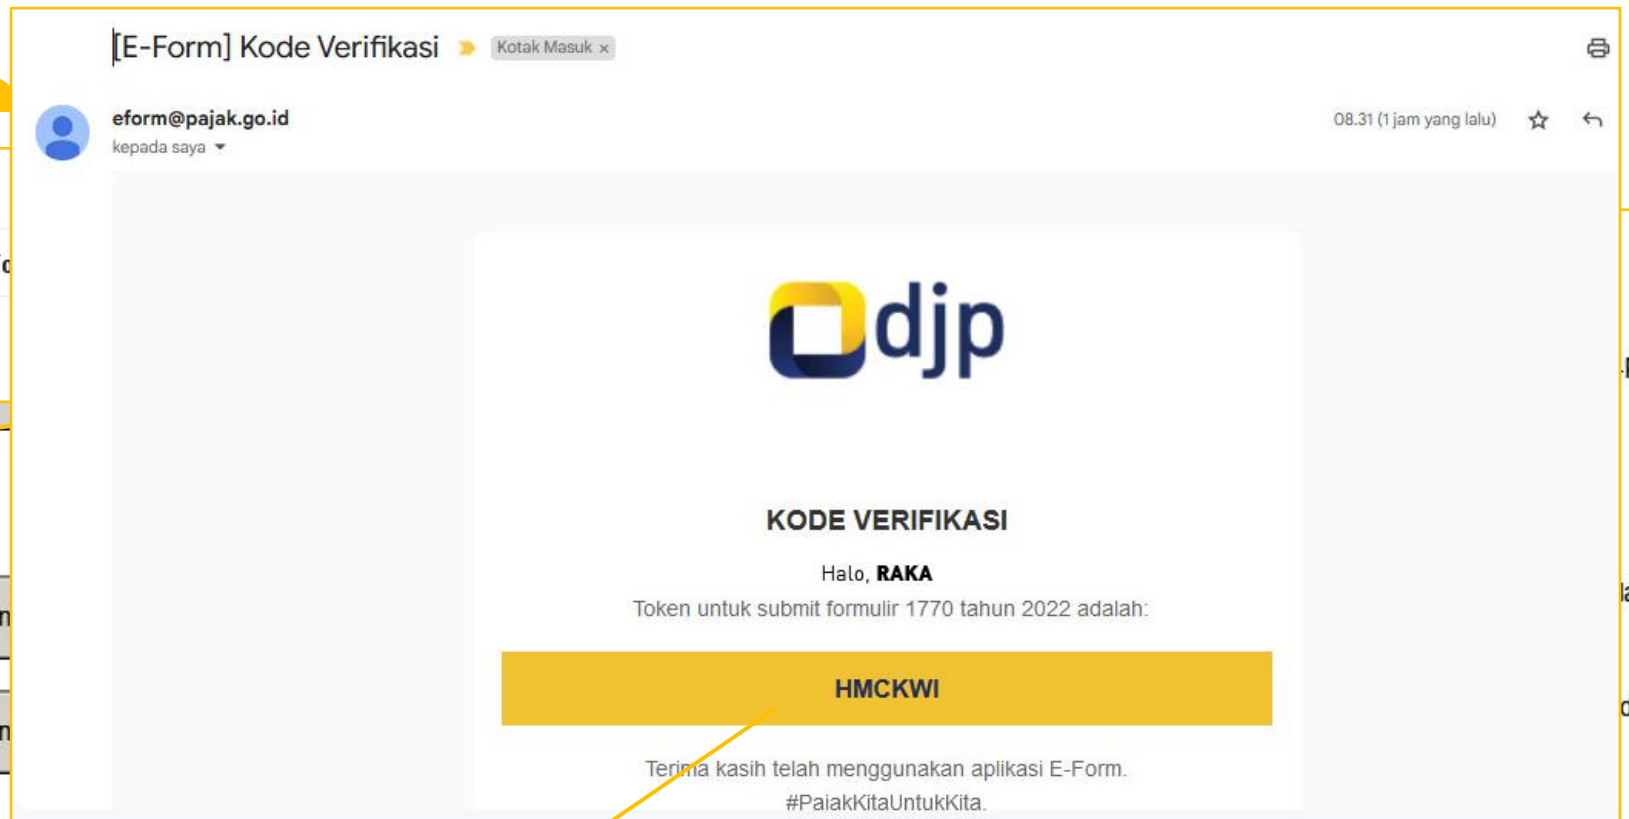 [E-Form] Kode Verifikasi
Kotak Masuk ×
eform@pajak.go.id
08.31 (1 jam yang lalu)
kepada saya
djp
KODE VERIFIKASI
Halo, RAKA
Token untuk submit formulir 1770 tahun 2022 adalah:
HMCKWI
Terima kasih telah menggunakan aplikasi E-Form.
#PajakKitaUntukKita.